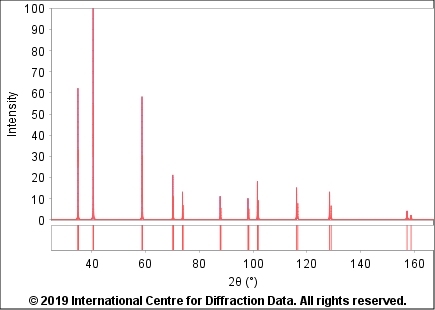 100
90
80
70
60
50
40
30
20
10
0
Intensity
40 60 80 100 120 140 160
2θ (°)
© 2019 International Centre for Diffraction Data. All rights reserved.